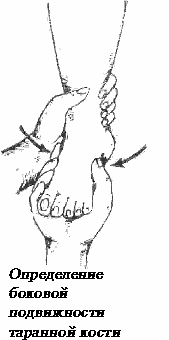 Определение
боковой
подвижности
таранной кости